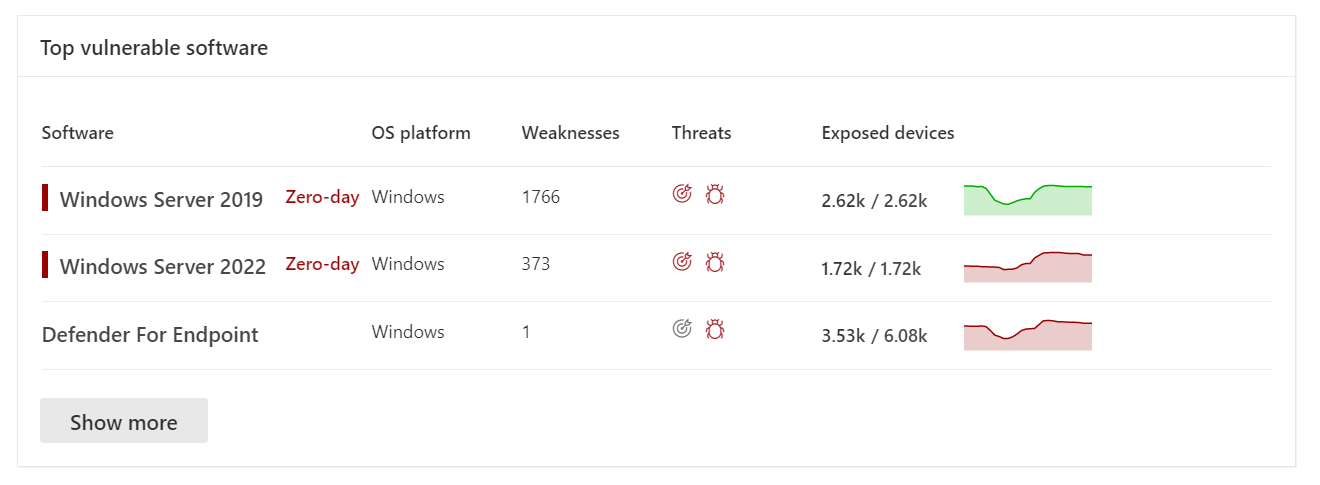 Top vulnerable software
Software OS platform Weaknesses Threats Exposed devices
Windows Server 2019 Zero-day Windows 1766 2.62k / 2.62k
Windows Server 2022 Zero-day Windows 373 1.72k / 1.72k
Defender For Endpoint Windows 1 3.53k / 6.08k
Show more